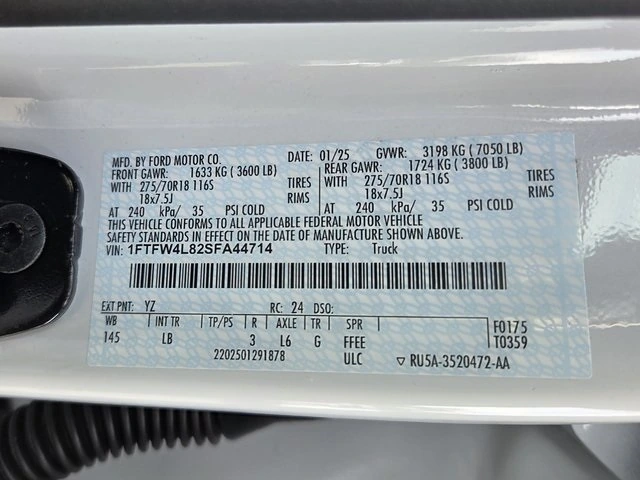 MFD. BY FORD MOTOR CO. DATE: 01/25 GVWR: 3198 KG ( 7050 LB)
FRONT GAWR: 1633 KG ( 3600 LB) REAR GAWR: 1724 KG ( 3800 LB)
WITH 275/70R18 116S TIRES WITH 275/70R18 116S TIRES
18x7.5J RIMS 18x7.5J RIMS
AT 240 kPa/ 35 PSI COLD AT 240 kPa/ 35 PSI COLD
THIS VEHICLE CONFORMS TO ALL APPLICABLE FEDERAL MOTOR VEHICLE
SAFETY STANDARDS IN EFFECT ON THE DATE OF MANUFACTURE SHOWN ABOVE.
VIN: 1FTFW4L82SFA44714 TYPE: Truck
EXT PNT: YZ RC: 24 DSO: F0175
WB INT TR TP/PS R AXLE TR SPR T0359
145 LB 3 L6 G FFEE
2202501291878 ULC ▽ RU5A-3520472-AA